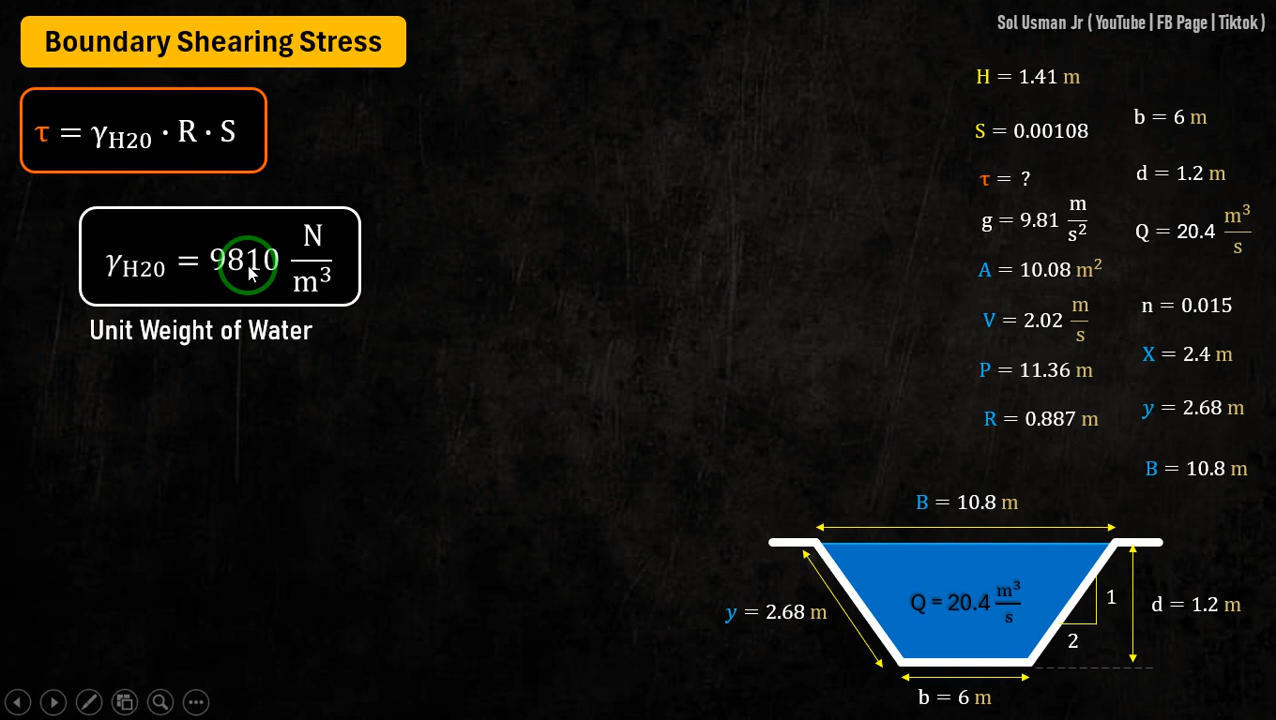 Boundary Shearing Stress
Sol Usman Jr ( YouTube | FB Page | Tiktok )
τ = γH20 · R · S
γH20 = 9810 N/m³
Unit Weight of Water
H = 1.41 m
S = 0.00108
τ = ?
g = 9.81 m/s²
A = 10.08 m²
V = 2.02 m/s
P = 11.36 m
R = 0.887 m
b = 6 m
d = 1.2 m
Q = 20.4 m³/s
n = 0.015
X = 2.4 m
y = 2.68 m
B = 10.8 m
B = 10.8 m
Q = 20.4 m³/s
y = 2.68 m
1
2
d = 1.2 m
b = 6 m